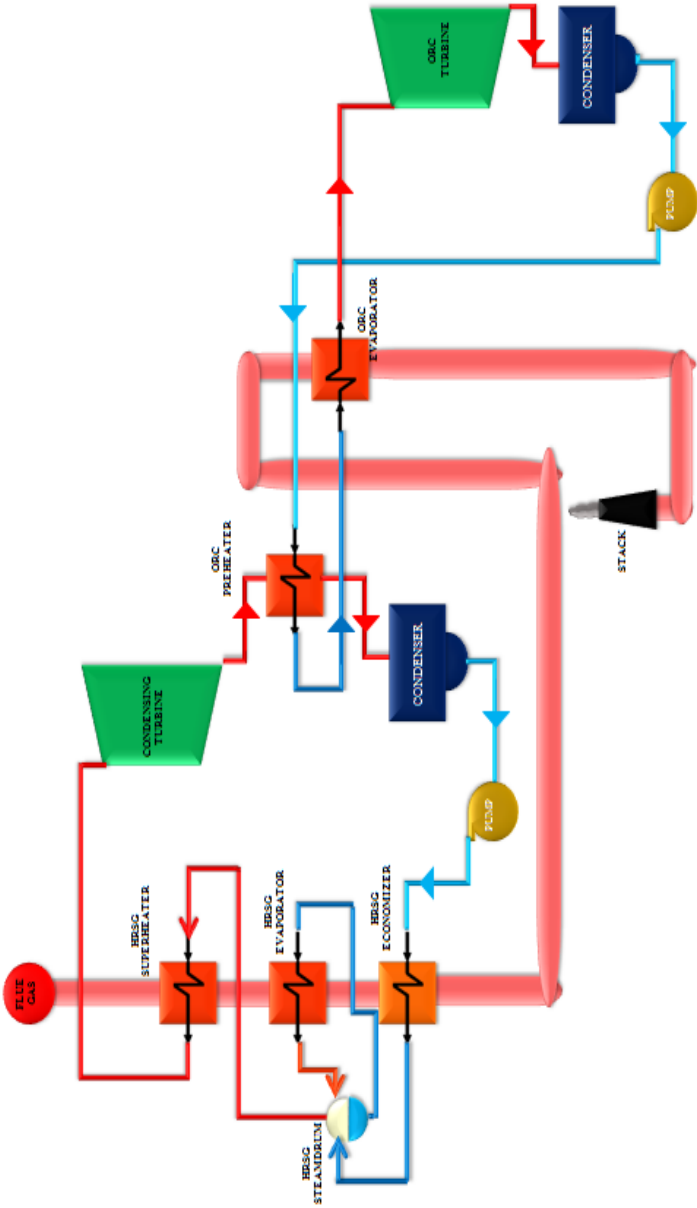 FLUE
GAS
HRSG
SUPERHEATER
HRSG
EVAPORATOR
HRSG
ECONOMIZER
HRSG
STEAMDRUM
CONDENSING
TURBINE
ORC
PREHEATER
CONDENSER
PUMP
ORC
EVAPORATOR
STACK
ORC
TURBINE
CONDENSER
PUMP